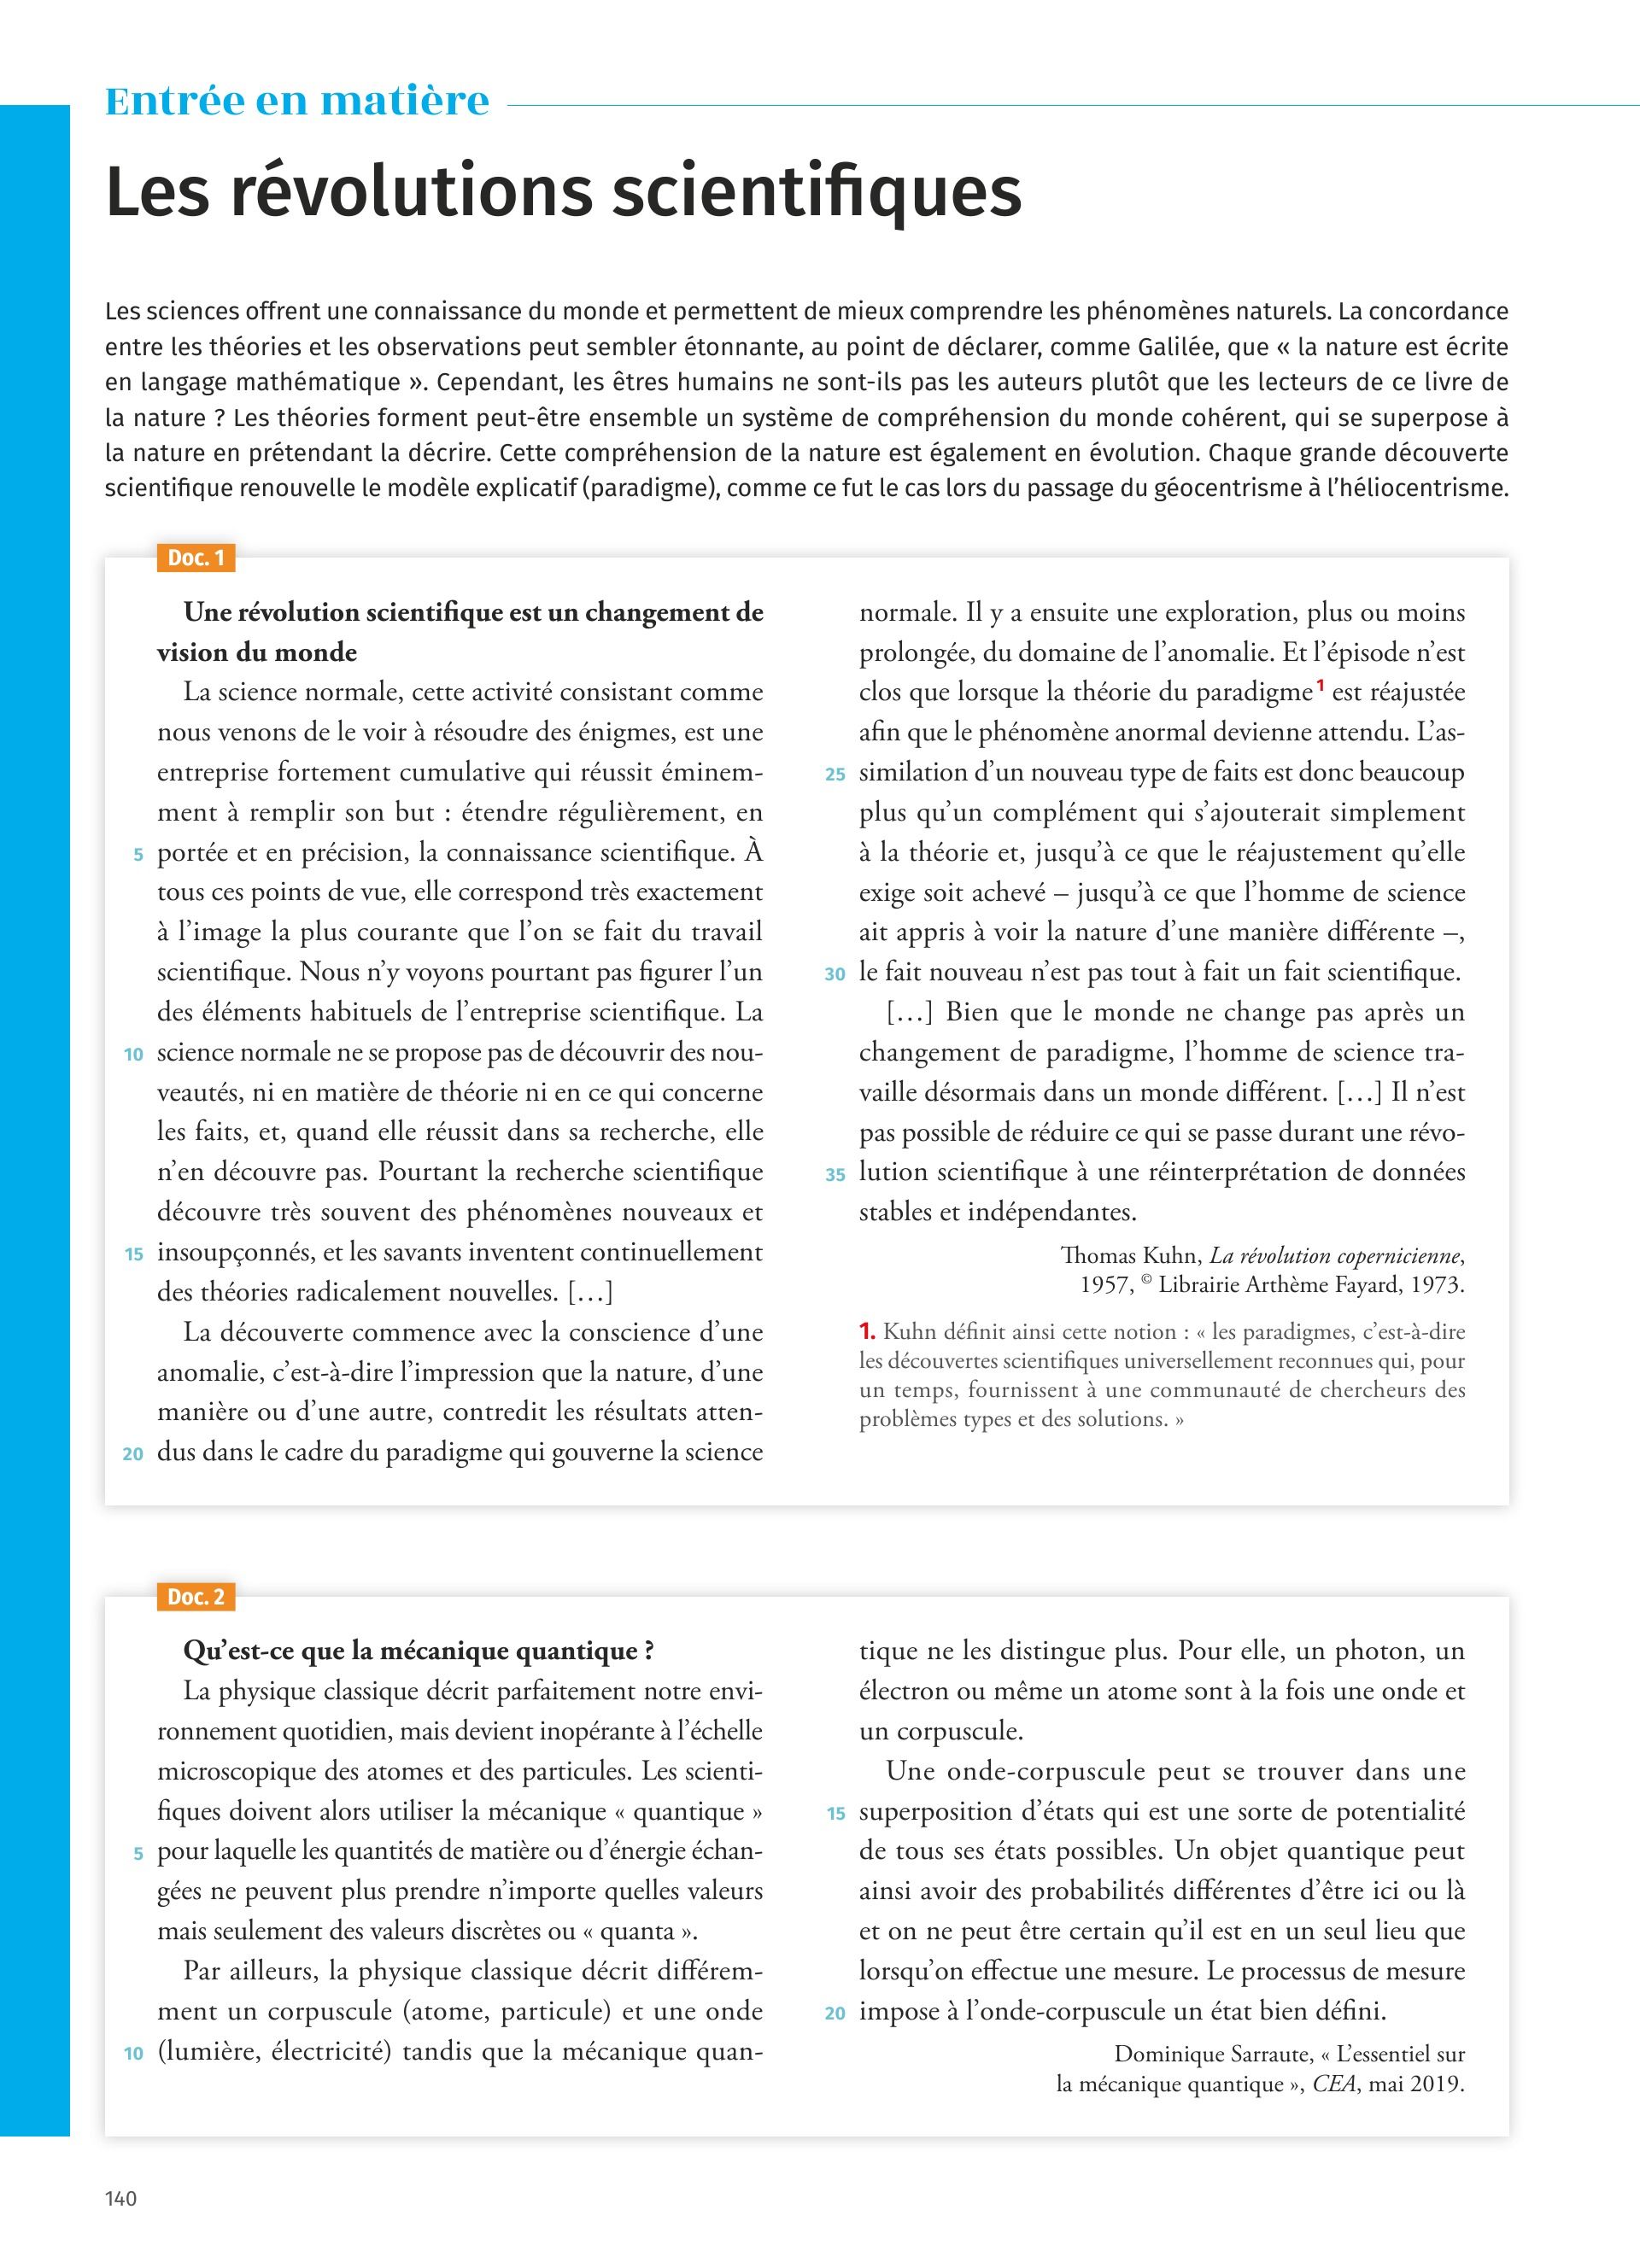 Entrée en matière
Les révolutions scientifiques
Les sciences offrent une connaissance du monde et permettent de mieux comprendre les phénomènes naturels. La concordance
entre les théories et les observations peut sembler étonnante, au point de déclarer, comme Galilée, que « la nature est écrite
en langage mathématique ». Cependant, les êtres humains ne sont-ils pas les auteurs plutôt que les lecteurs de ce livre de
la nature ? Les théories forment peut-être ensemble un système de compréhension du monde cohérent, qui se superpose à
la nature en prétendant la décrire. Cette compréhension de la nature est également en évolution. Chaque grande découverte
scientifique renouvelle le modèle explicatif (paradigme), comme ce fut le cas lors du passage du géocentrisme à l'héliocentrisme.
Doc. 1
Une révolution scientifique est un changement de
vision du monde
La science normale, cette activité consistant comme
nous venons de le voir à résoudre des énigmes, est une
entreprise fortement cumulative qui réussit éminem-
ment à remplir son but : étendre régulièrement, en
5 portée et en précision, la connaissance scientifique. À
tous ces points de vue, elle correspond très exactement
à l'image la plus courante que l'on se fait du travail
scientifique. Nous n'y voyons pourtant pas figurer l'un
des éléments habituels de l'entreprise scientifique. La
10 science normale ne se propose pas de découvrir des nou-
veautés, ni en matière de théorie ni en ce qui concerne
les faits, et, quand elle réussit dans sa recherche, elle
n'en découvre pas. Pourtant la recherche scientifique
découvre très souvent des phénomènes nouveaux et
15 insoupçonnés, et les savants inventent continuellement
des théories radicalement nouvelles. […]
La découverte commence avec la conscience d'une
anomalie, c'est-à-dire l'impression que la nature, d'une
manière ou d'une autre, contredit les résultats atten-
20 dus dans le cadre du paradigme qui gouverne la science
normale. Il y a ensuite une exploration, plus ou moins
prolongée, du domaine de l'anomalie. Et l'épisode n'est
clos que lorsque la théorie du paradigme1 est réajustée
afin que le phénomène anormal devienne attendu. L'as-
25 similation d'un nouveau type de faits est donc beaucoup
plus qu'un complément qui s'ajouterait simplement
à la théorie et, jusqu'à ce que le réajustement qu'elle
exige soit achevé – jusqu'à ce que l'homme de science
ait appris à voir la nature d'une manière différente –,
30 le fait nouveau n'est pas tout à fait un fait scientifique.
[…] Bien que le monde ne change pas après un
changement de paradigme, l'homme de science tra-
vaille désormais dans un monde différent. […] Il n'est
pas possible de réduire ce qui se passe durant une révo-
35 lution scientifique à une réinterprétation de données
stables et indépendantes.
Thomas Kuhn, La révolution copernicienne,
1957, © Librairie Arthème Fayard, 1973.
1. Kuhn définit ainsi cette notion : « les paradigmes, c'est-à-dire
les découvertes scientifiques universellement reconnues qui, pour
un temps, fournissent à une communauté de chercheurs des
problèmes types et des solutions. »
Doc. 2
Qu'est-ce que la mécanique quantique ?
La physique classique décrit parfaitement notre envi-
ronnement quotidien, mais devient inopérante à l'échelle
microscopique des atomes et des particules. Les scienti-
fiques doivent alors utiliser la mécanique « quantique »
5 pour laquelle les quantités de matière ou d'énergie échan-
gées ne peuvent plus prendre n'importe quelles valeurs
mais seulement des valeurs discrètes ou « quanta ».
Par ailleurs, la physique classique décrit différem-
ment un corpuscule (atome, particule) et une onde
10 (lumière, électricité) tandis que la mécanique quan-
tique ne les distingue plus. Pour elle, un photon, un
électron ou même un atome sont à la fois une onde et
un corpuscule.
Une onde-corpuscule peut se trouver dans une
15 superposition d'états qui est une sorte de potentialité
de tous ses états possibles. Un objet quantique peut
ainsi avoir des probabilités différentes d'être ici ou là
et on ne peut être certain qu'il est en un seul lieu que
lorsqu'on effectue une mesure. Le processus de mesure
20 impose à l'onde-corpuscule un état bien défini.
Dominique Sarraute, « L'essentiel sur
la mécanique quantique », CEA, mai 2019.
140